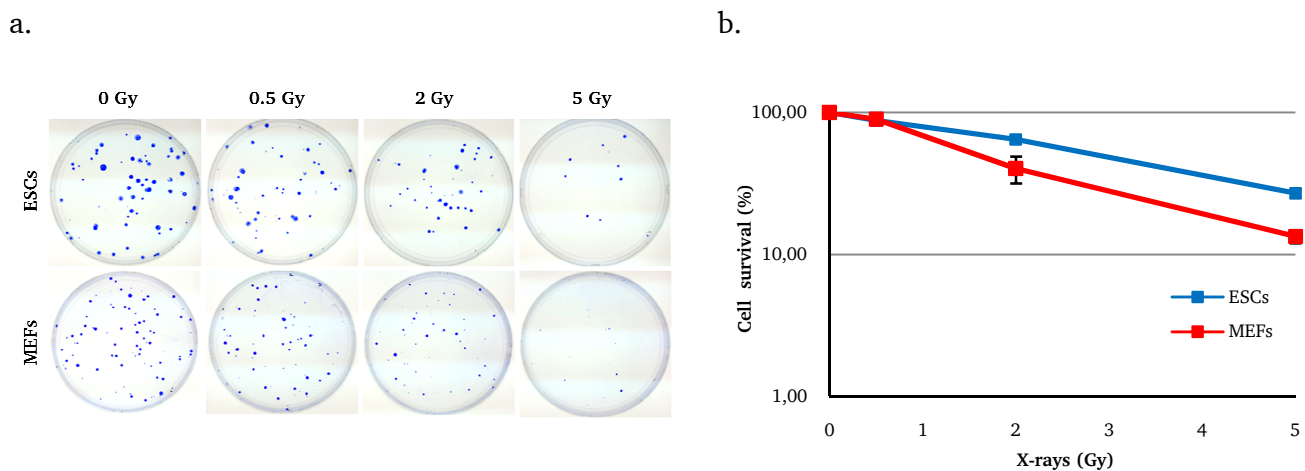 a.
0 Gy 0.5 Gy 2 Gy 5 Gy
ESCs
MEFs
b.
100,00
10,00
1,00
Cell survival (%)
0 1 2 3 4 5
X-rays (Gy)
ESCs
MEFs